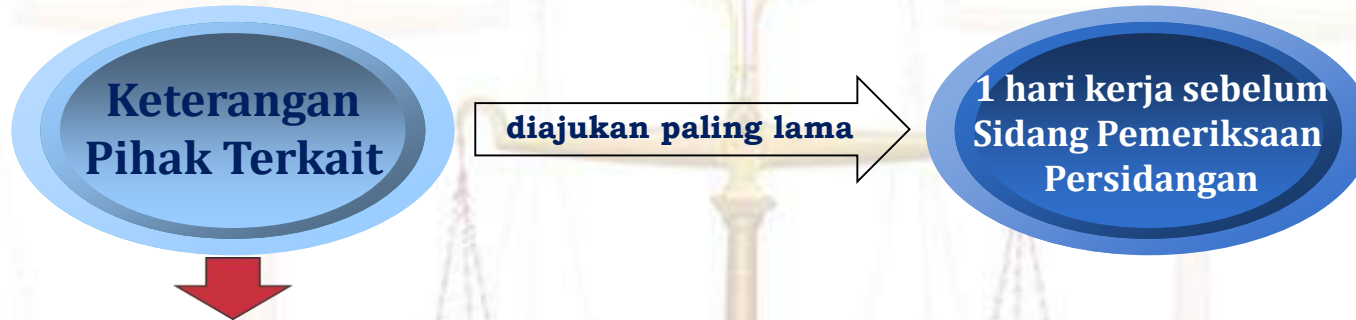 Keterangan
Pihak Terkait
diajukan paling lama
1 hari kerja sebelum
Sidang Pemeriksaan
Persidangan